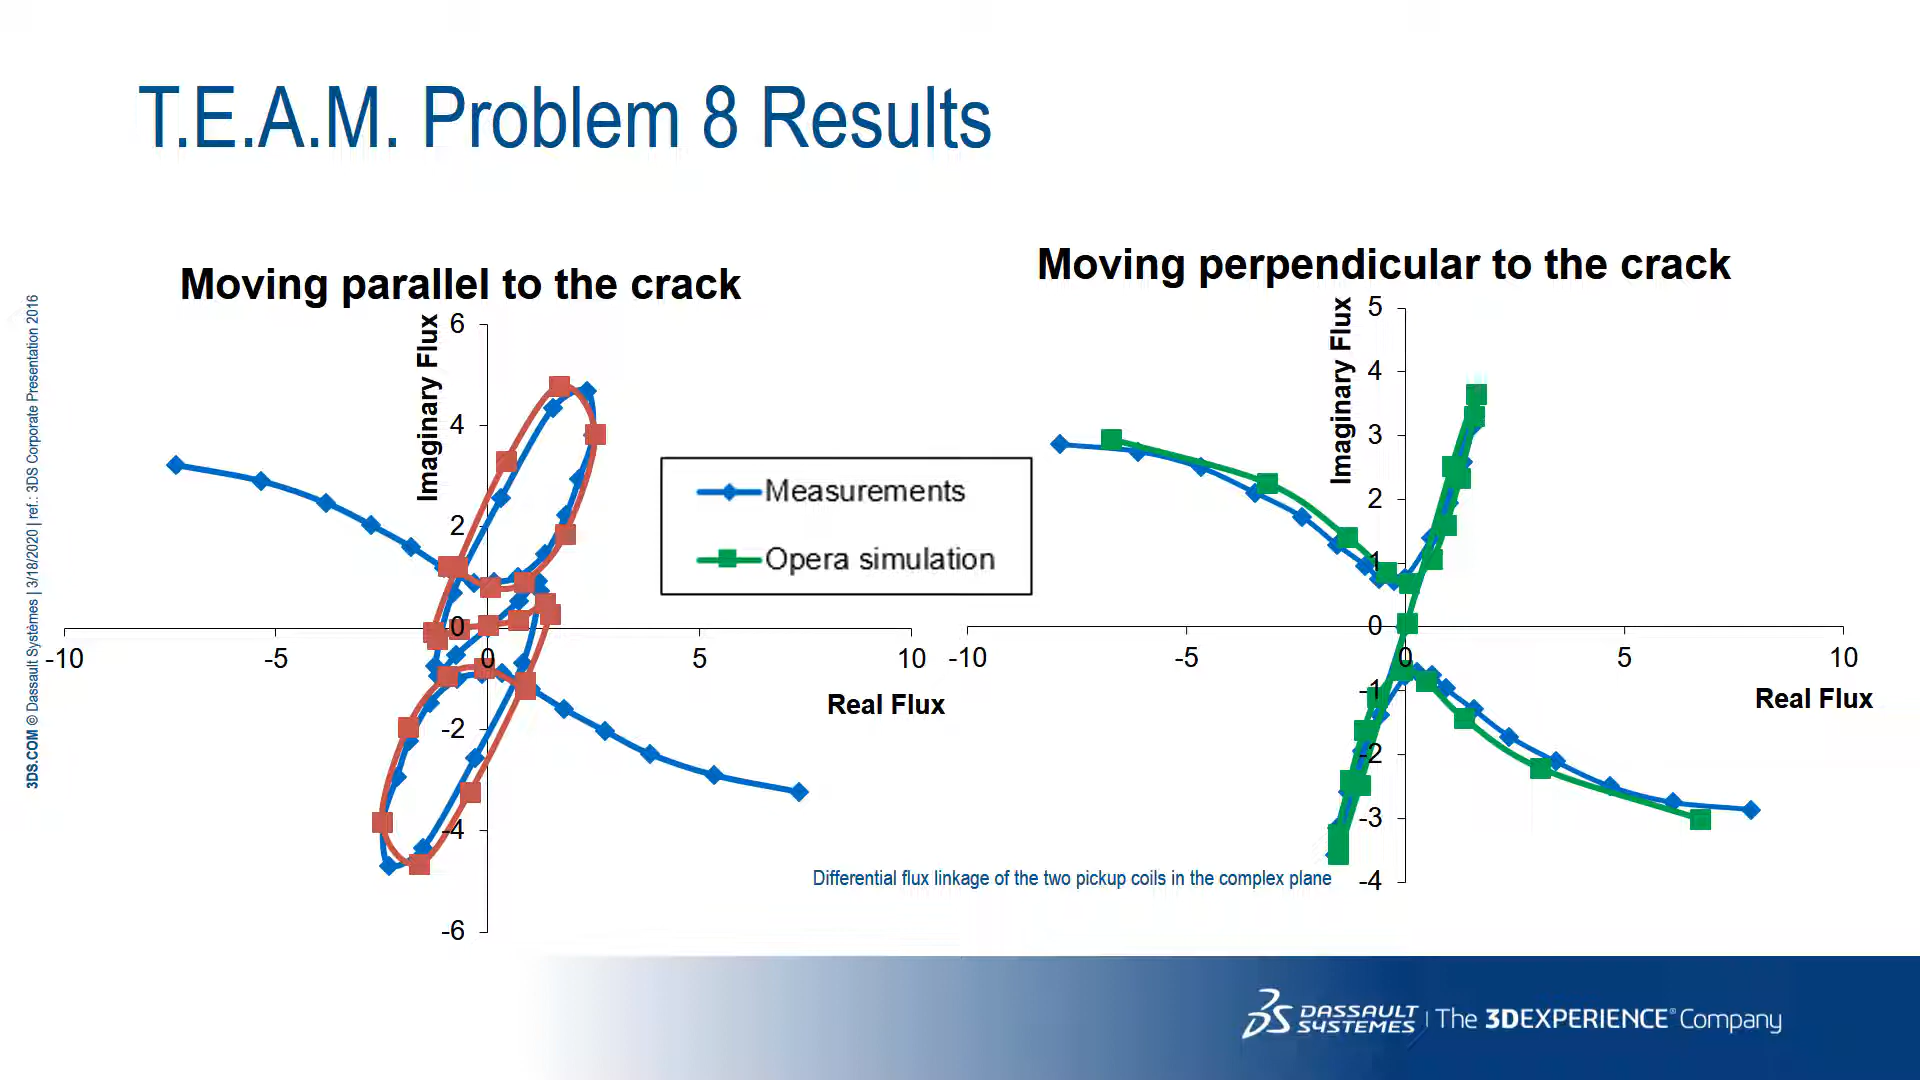 T.E.A.M. Problem 8 Results
Moving parallel to the crack
Imaginary Flux
6
4
2
0
-2
-4
-6
-10
-5
0
5
10
Real Flux
Measurements
Opera simulation
Moving perpendicular to the crack
Imaginary Flux
5
4
3
2
1
0
-1
-2
-3
-4
-10
-5
0
5
10
Real Flux
Differential flux linkage of the two pickup coils in the complex plane
3DS.COM © Dassault Systèmes | 3/18/2020 | ref.: 3DS Corporate Presentation 2016
DASSAULT
SYSTEMES | The 3DEXPERIENCE® Company